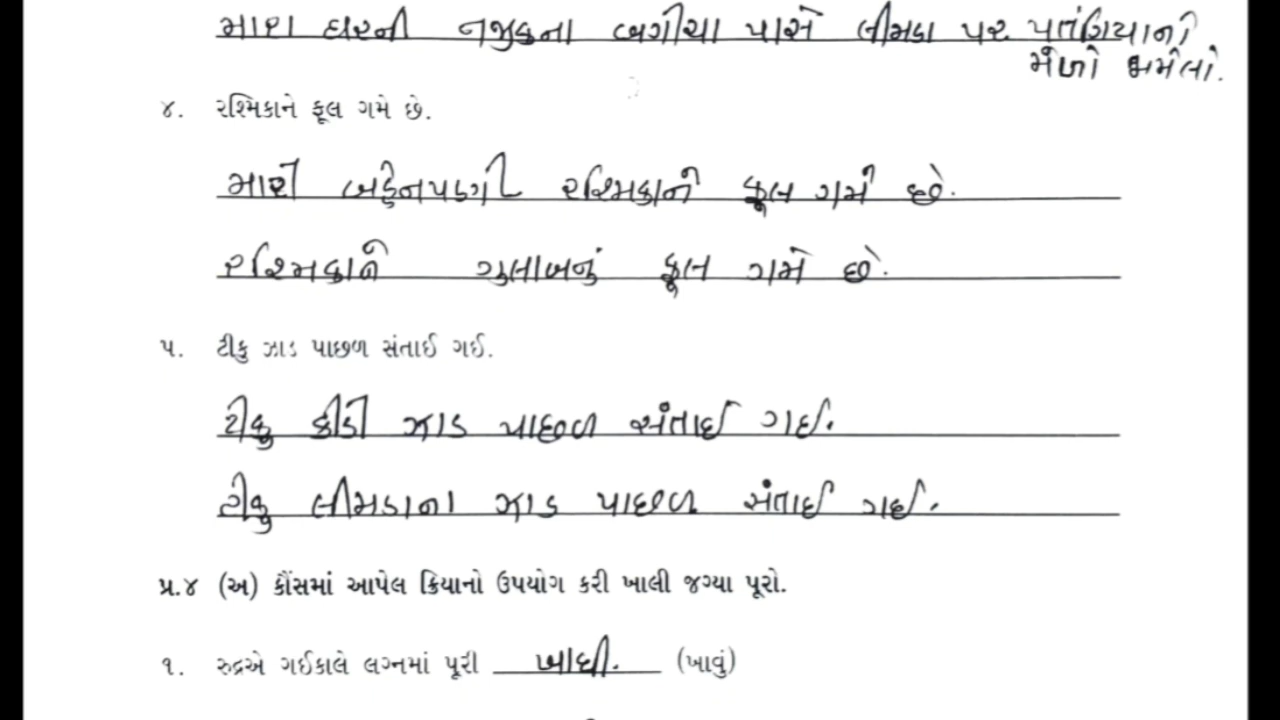 મારા ઘરની નજીકના બગીચા પાસે લીમડા પર પતંગિયાની
મેળો જામેલો.
૪. રશ્મિકાને ફૂલ ગમે છે.
મારી બહેનપણી રશ્મિકાને ફૂલ ગમે છે.
રશ્મિકાને ગુલાબનું ફૂલ ગમે છે.
૫. ટીકુ ઝાડ પાછળ સંતાઈ ગઈ.
ટીકુ કીડી ઝાડ પાછળ સંતાઈ ગઈ.
ટીકુ લીમડાના ઝાડ પાછળ સંતાઈ ગઈ.
પ્ર.૪ (અ) કૌંસમાં આપેલ ક્રિયાનો ઉપયોગ કરી ખાલી જગ્યા પૂરો.
૧. રુદ્રએ ગઈકાલે લગ્નમાં પૂરી ખાધી. (ખાવું)